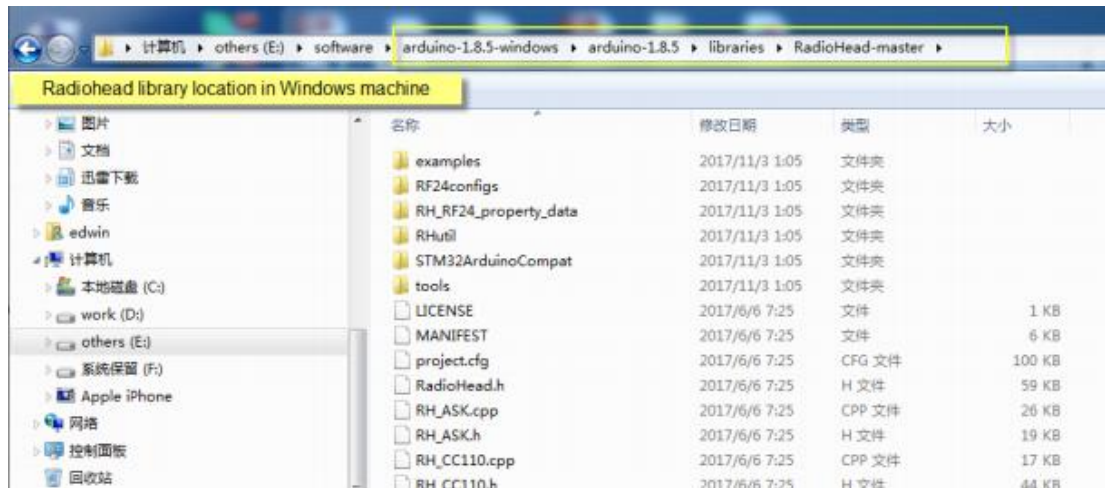 计算机 ▸ others (E:) ▸ software ▸ arduino-1.8.5-windows ▸ arduino-1.8.5 ▸ libraries ▸ RadioHead-master ▸
Radiohead library location in Windows machine
图片
文档
迅雷下载
音乐
edwin
计算机
本地磁盘 (C:)
work (D:)
others (E:)
系统保留 (F:)
Apple iPhone
网络
控制面板
回收站
名称 修改日期 类型 大小
examples 2017/11/3 1:05 文件夹
RF24configs 2017/11/3 1:05 文件夹
RH_RF24_property_data 2017/11/3 1:05 文件夹
RHutil 2017/11/3 1:05 文件夹
STM32ArduinoCompat 2017/11/3 1:05 文件夹
tools 2017/11/3 1:05 文件夹
LICENSE 2017/6/6 7:25 文件 1 KB
MANIFEST 2017/6/6 7:25 文件 6 KB
project.cfg 2017/6/6 7:25 CFG 文件 100 KB
RadioHead.h 2017/6/6 7:25 H 文件 59 KB
RH_ASK.cpp 2017/6/6 7:25 CPP 文件 26 KB
RH_ASK.h 2017/6/6 7:25 H 文件 19 KB
RH_CC110.cpp 2017/6/6 7:25 CPP 文件 17 KB
RH_CC110.h 2017/6/6 7:25 H 文件 44 KB